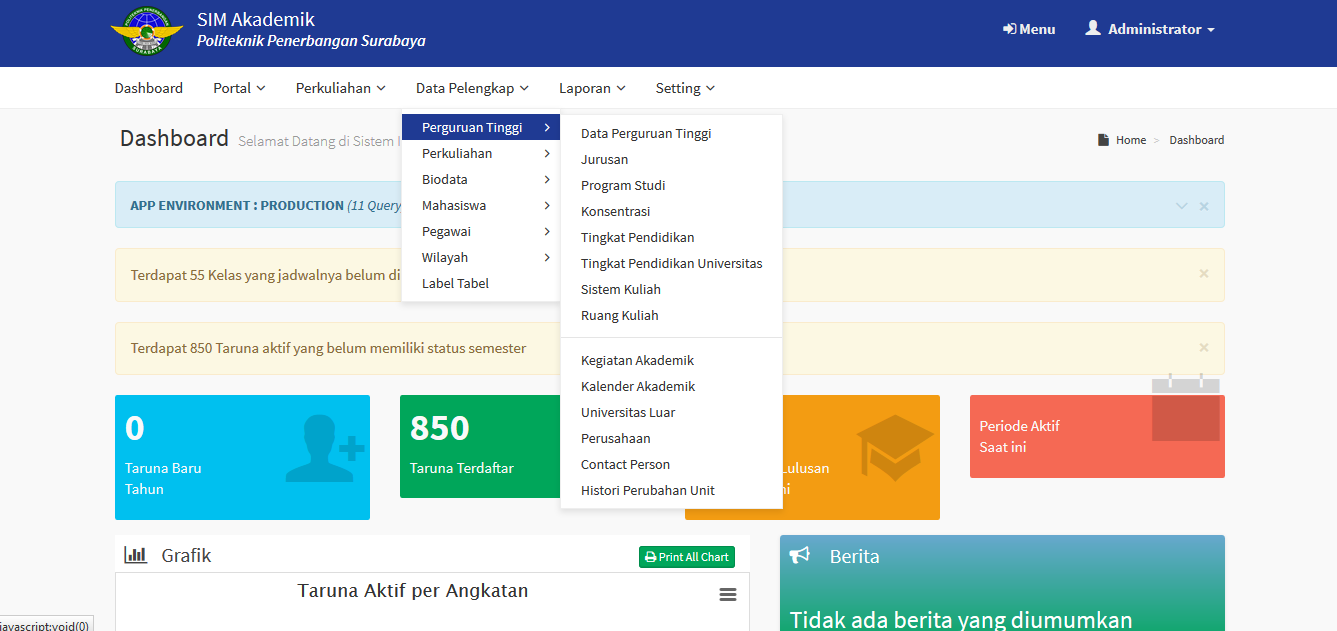 SIM Akademik
Politeknik Penerbangan Surabaya
Menu
Administrator
Dashboard
Portal
Perkuliahan
Data Pelengkap
Laporan
Setting
Dashboard
Selamat Datang di Sistem
Home
>
Dashboard
Perguruan Tinggi
Perkuliahan
Biodata
Mahasiswa
Pegawai
Wilayah
Label Tabel
Data Perguruan Tinggi
Jurusan
Program Studi
Konsentrasi
Tingkat Pendidikan
Tingkat Pendidikan Universitas
Sistem Kuliah
Ruang Kuliah
Kegiatan Akademik
Kalender Akademik
Universitas Luar
Perusahaan
Contact Person
Histori Perubahan Unit
APP ENVIRONMENT : PRODUCTION (11 Query
Terdapat 55 Kelas yang jadwalnya belum di
Terdapat 850 Taruna aktif yang belum memiliki status semester
0
Taruna Baru
Tahun
850
Taruna Terdaftar
Lulusan
Periode Aktif
Saat ini
Grafik
Print All Chart
Taruna Aktif per Angkatan
Berita
Tidak ada berita yang diumumkan
javascript:void(0)